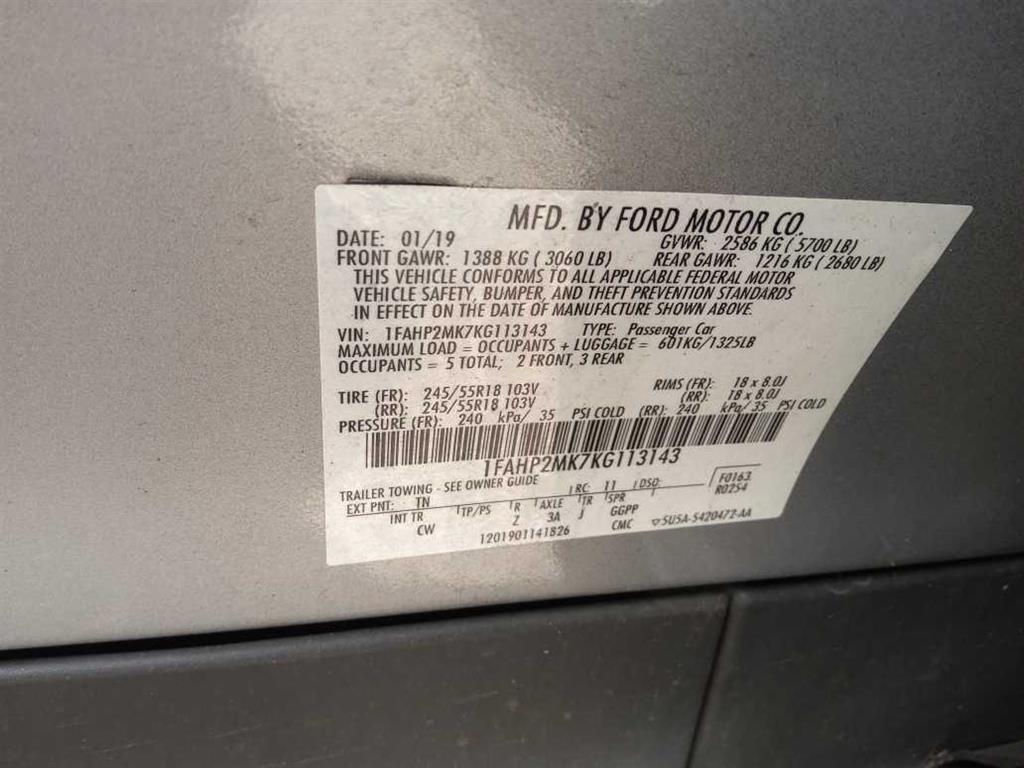 MFD. BY FORD MOTOR CO.
DATE: 01/19 GVWR: 2586 KG ( 5700 LB)
FRONT GAWR: 1388 KG ( 3060 LB) REAR GAWR: 1216 KG ( 2680 LB)
THIS VEHICLE CONFORMS TO ALL APPLICABLE FEDERAL MOTOR
VEHICLE SAFETY, BUMPER, AND THEFT PREVENTION STANDARDS
IN EFFECT ON THE DATE OF MANUFACTURE SHOWN ABOVE.
VIN: 1FAHP2MK7KG113143 TYPE: Passenger Car
MAXIMUM LOAD = OCCUPANTS + LUGGAGE = 601KG/1325LB
OCCUPANTS = 5 TOTAL; 2 FRONT, 3 REAR
TIRE (FR): 245/55R18 103V RIMS (FR): 18 x 8.0J
(RR): 245/55R18 103V (RR): 18 x 8.0J
PRESSURE (FR): 240 kPa/ 35 PSI COLD (RR): 240 kPa/ 35 PSI COLD
1FAHP2MK7KG113143
TRAILER TOWING - SEE OWNER GUIDE
EXT PNT: TN RC: 11 DSO: F0163
R0254
INT TR TP/PS R AXLE TR SPR
CW Z 3A J GGPP
1201901141826 CMC ▽5U5A-5420472-AA